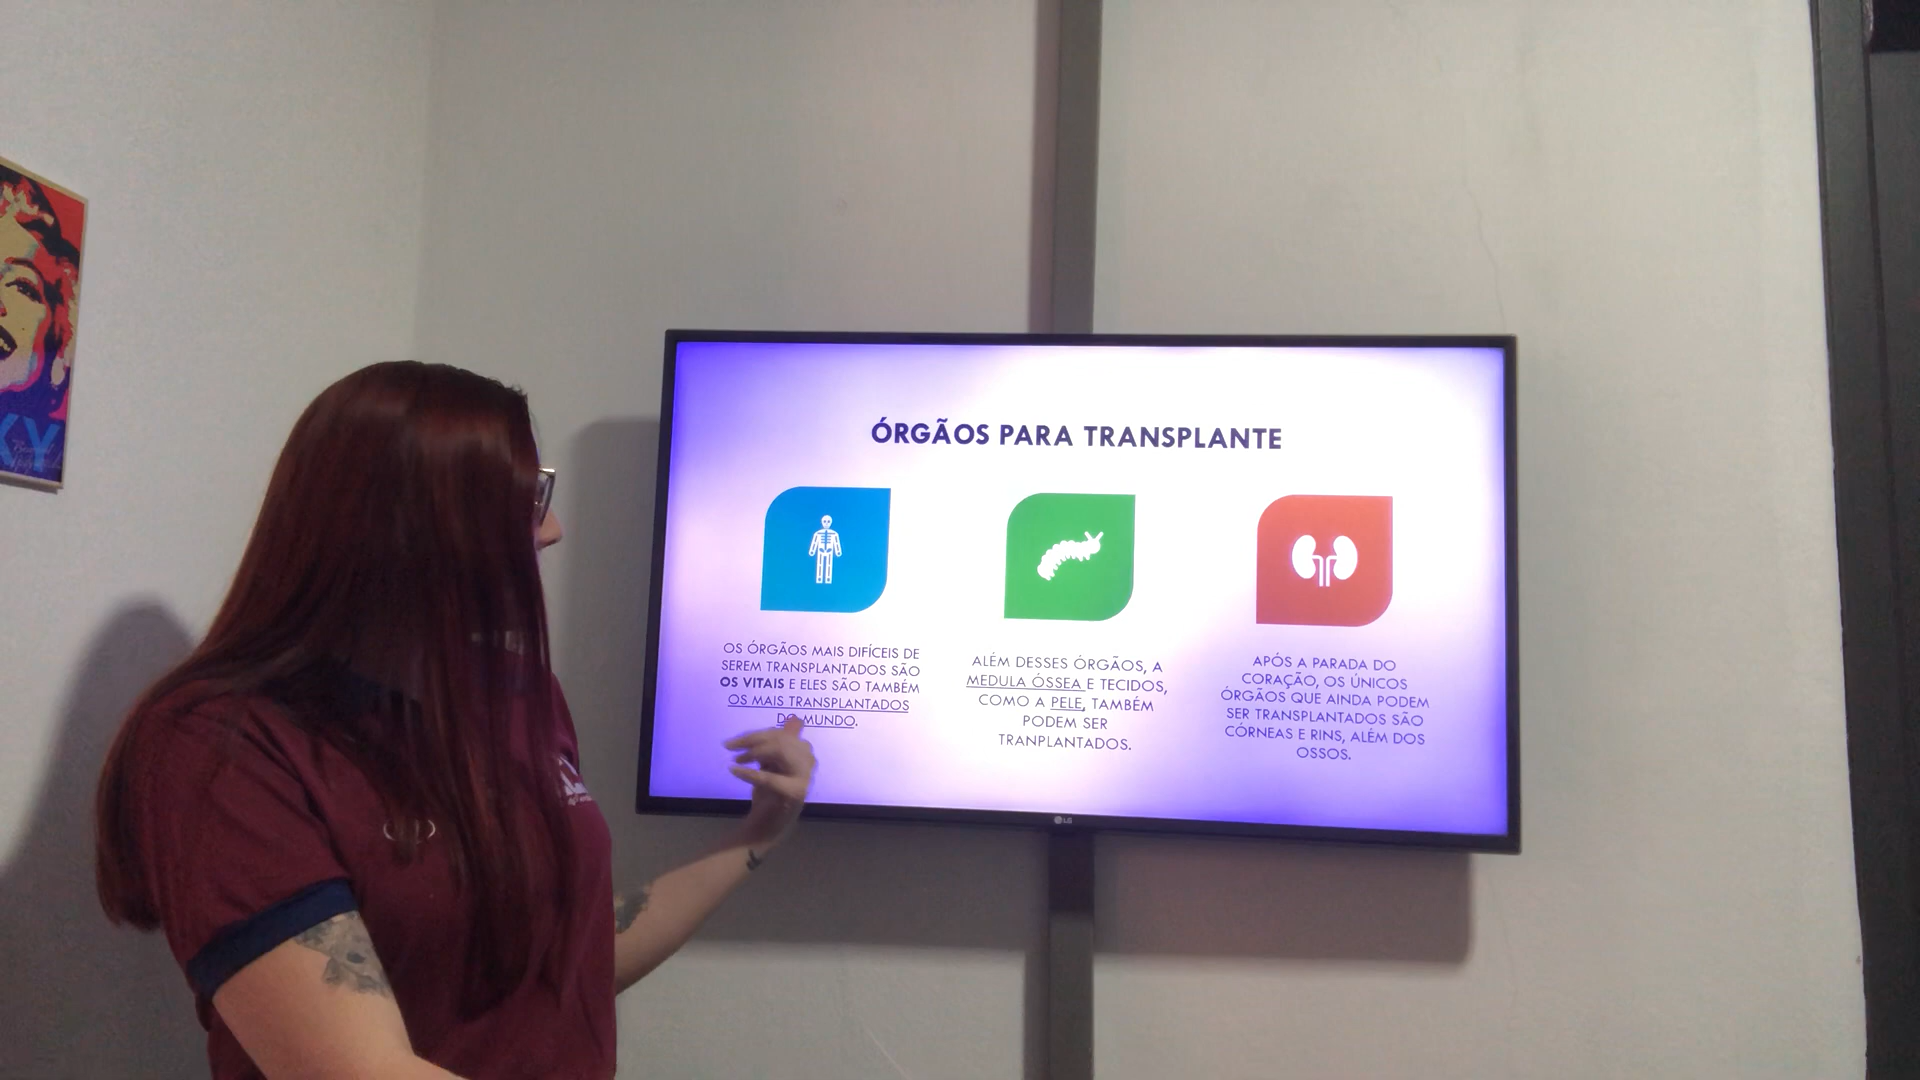 ÓRGÃOS PARA TRANSPLANTE
OS ÓRGÃOS MAIS DIFÍCEIS DE
SEREM TRANSPLANTADOS SÃO
OS VITAIS E ELES SÃO TAMBÉM
OS MAIS TRANSPLANTADOS
DO MUNDO.
ALÉM DESSES ÓRGÃOS, A
MEDULA ÓSSEA E TECIDOS,
COMO A PELE, TAMBÉM
PODEM SER
TRANPLANTADOS.
APÓS A PARADA DO
CORAÇÃO, OS ÚNICOS
ÓRGÃOS QUE AINDA PODEM
SER TRANSPLANTADOS SÃO
CÓRNEAS E RINS, ALÉM DOS
OSSOS.
LG